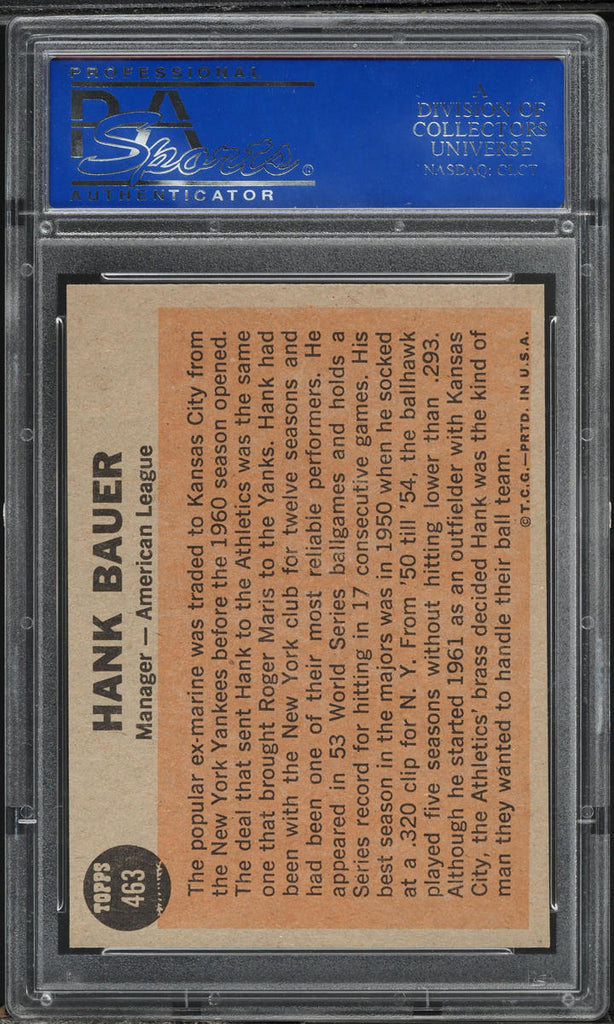 PROFESSIONAL
PSA
Sports®
AUTHENTICATOR
A
DIVISION OF
COLLECTORS
UNIVERSE
NASDAQ: CLCT
HANK BAUER
Manager — American League
TOPPS
463
The popular ex-marine was traded to Kansas City from
the New York Yankees before the 1960 season opened.
The deal that sent Hank to the Athletics was the same
one that brought Roger Maris to the Yanks. Hank had
been with the New York club for twelve seasons and
had been one of their most reliable performers. He
appeared in 53 World Series ballgames and holds a
Series record for hitting in 17 consecutive games. His
best season in the majors was in 1950 when he socked
at a .320 clip for N. Y. From '50 till '54, the ballhawk
played five seasons without hitting lower than .293.
Although he started 1961 as an outfielder with Kansas
City, the Athletics' brass decided Hank was the kind of
man they wanted to handle their ball team.
© T.C.G.—PRTD. IN U.S.A.